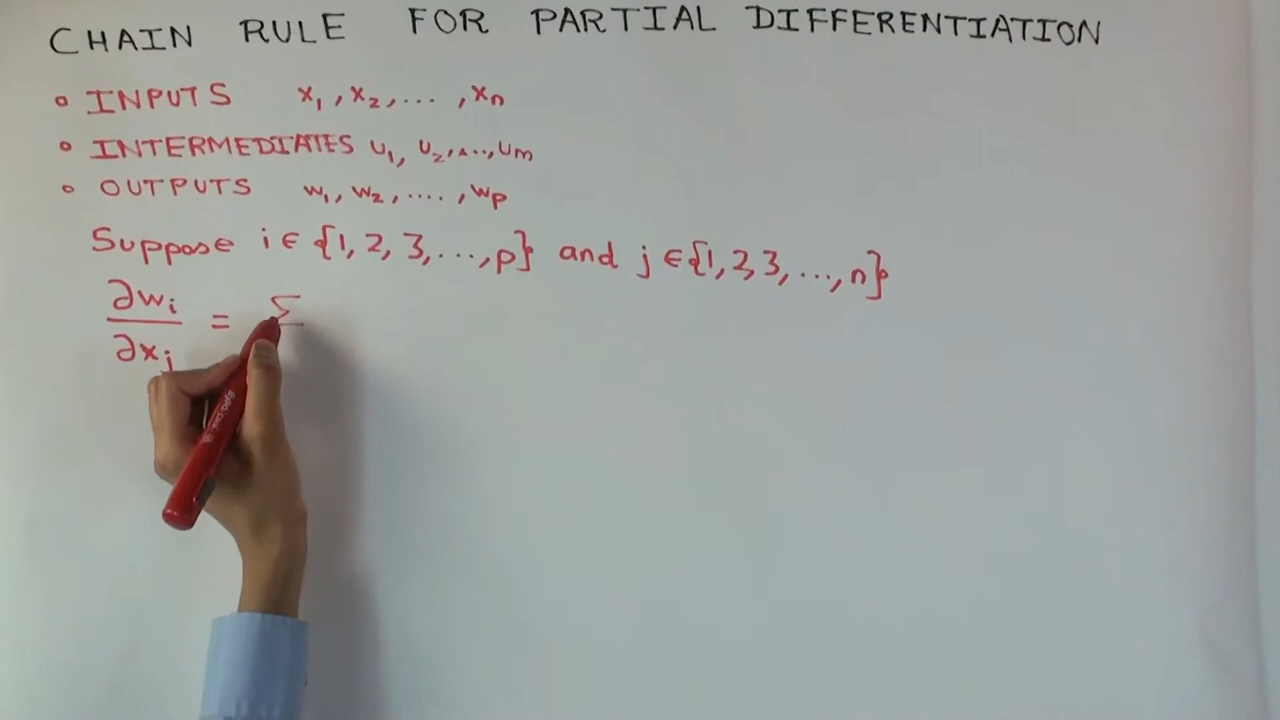 CHAIN RULE FOR PARTIAL DIFFERENTIATION
∘ INPUTS x₁, x₂, ... , xₙ
∘ INTERMEDIATES u₁, u₂, ..., uₘ
∘ OUTPUTS w₁, w₂, ...., wₚ
Suppose i ∈ {1, 2, 3, ..., p} and j ∈ {1, 2, 3, ..., n}
∂wᵢ/∂xⱼ = Σ